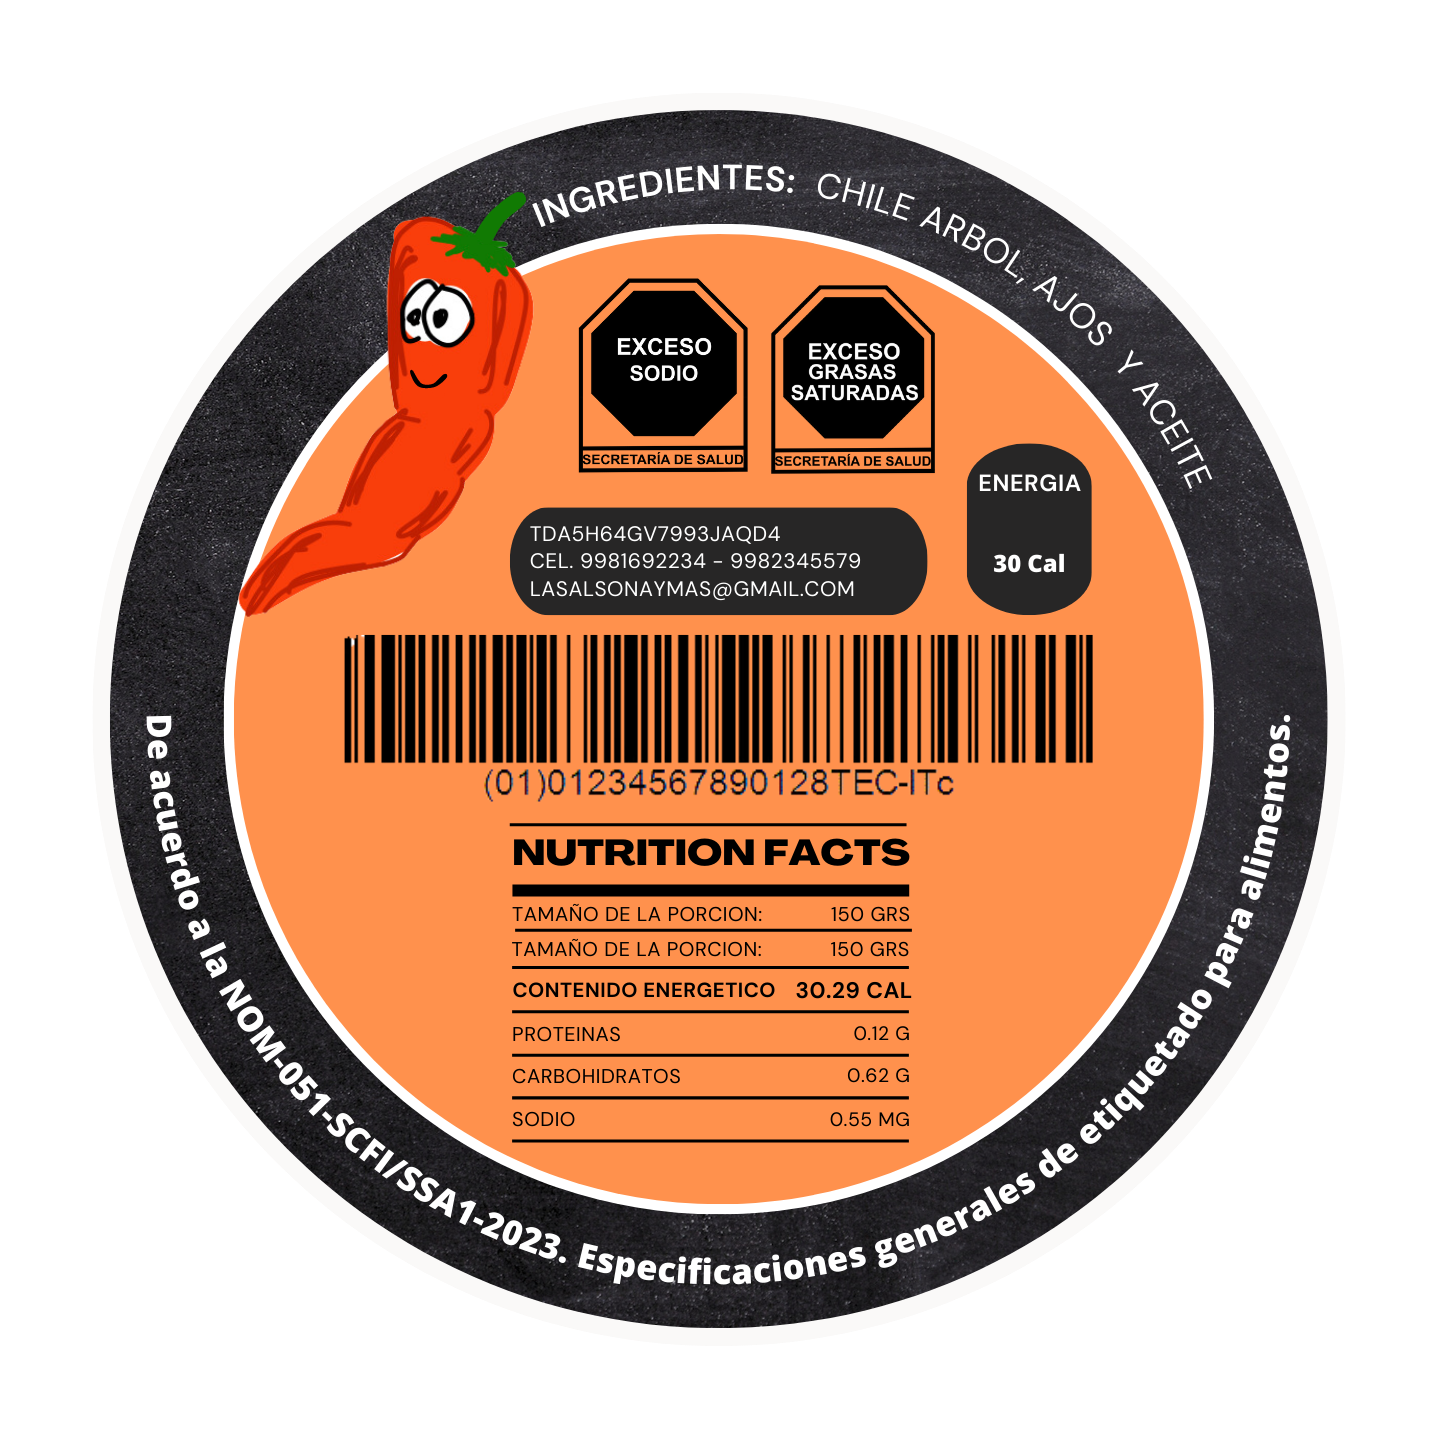 INGREDIENTES: CHILE ARBOL, AJOS Y ACEITE
EXCESO
SODIO
SECRETARÍA DE SALUD
EXCESO
GRASAS
SATURADAS
SECRETARÍA DE SALUD
ENERGIA
30 Cal
TDA5H64GV7993JAQD4
CEL. 9981692234 - 9982345579
LASALSONAYMAS@GMAIL.COM
(01)01234567890128TEC-ITc
NUTRITION FACTS
TAMAÑO DE LA PORCION: 150 GRS
TAMAÑO DE LA PORCION: 150 GRS
CONTENIDO ENERGETICO 30.29 CAL
PROTEINAS 0.12 G
CARBOHIDRATOS 0.62 G
SODIO 0.55 MG
De acuerdo a la NOM-051-SCFI/SSA1-2023. Especificaciones generales de etiquetado para alimentos.